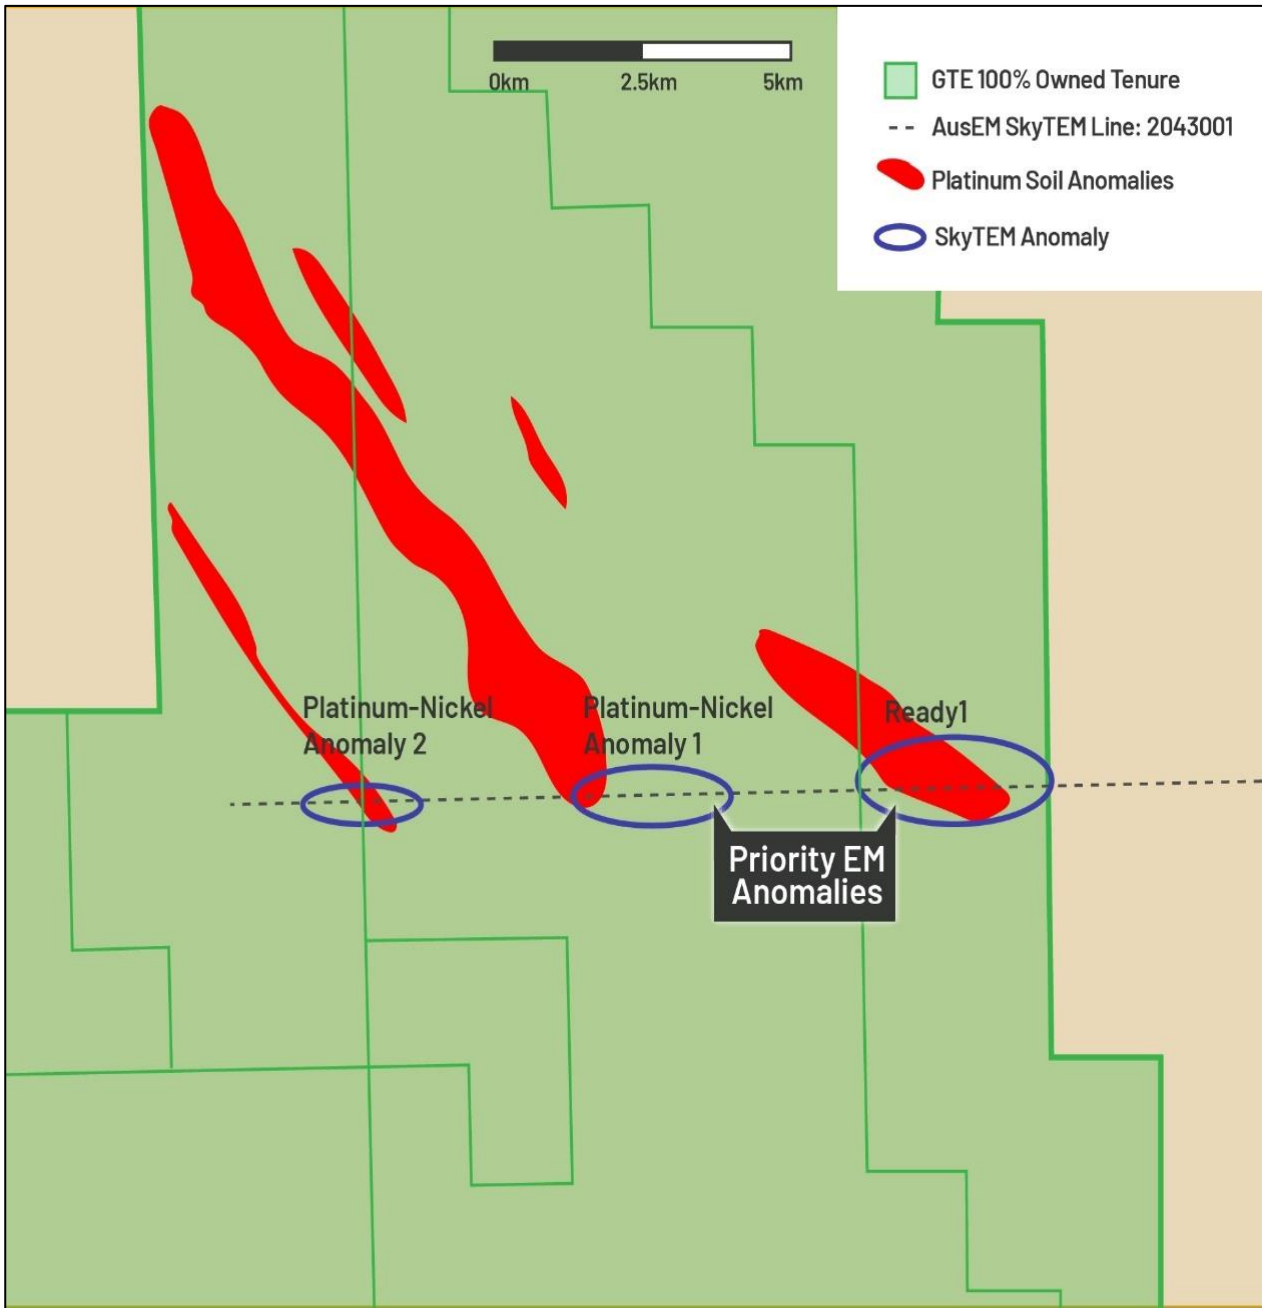 0km 2.5km 5km
GTE 100% Owned Tenure
AusEM SkyTEM Line: 2043001
Platinum Soil Anomalies
SkyTEM Anomaly
Platinum-Nickel
Anomaly 2
Platinum-Nickel
Anomaly 1
Ready1
Priority EM
Anomalies